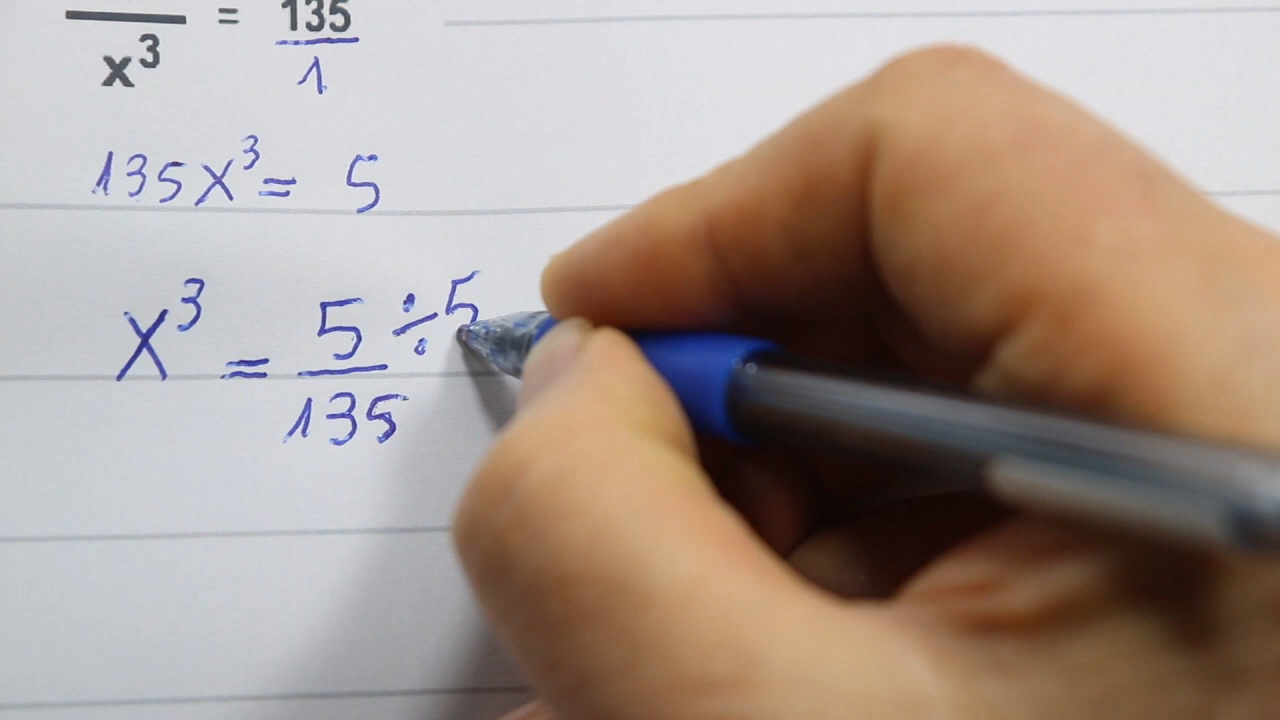 x³ = 135/1
135x³ = 5
x³ = 5 ÷5
135